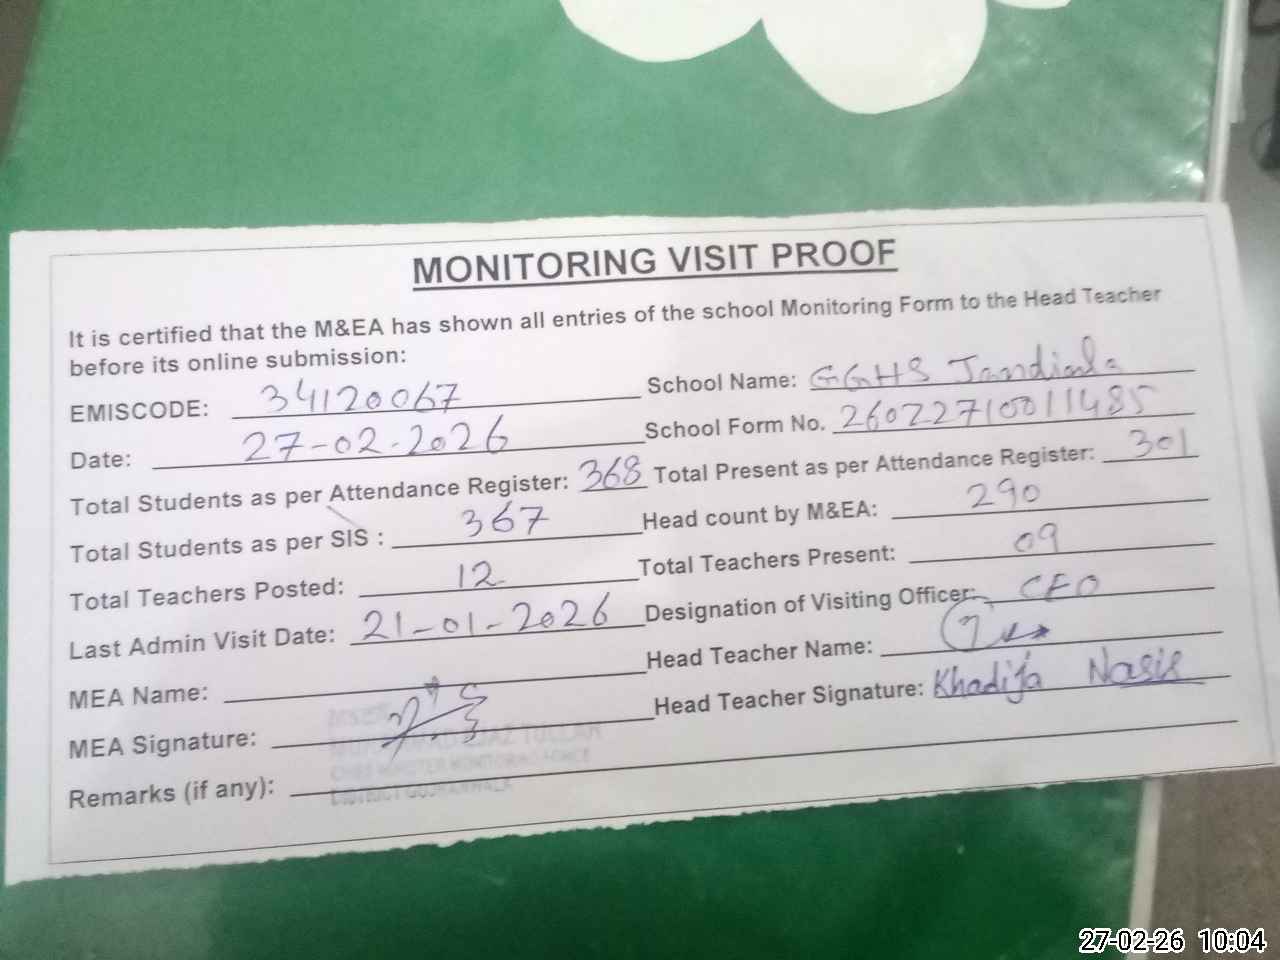 MONITORING VISIT PROOF
It is certified that the M&EA has shown all entries of the school Monitoring Form to the Head Teacher
before its online submission:
EMISCODE: 34120067 School Name: GGHS Jandiala
Date: 27-02-2026 School Form No. 26022710011485
Total Students as per Attendance Register: 368 Total Present as per Attendance Register: 301
Total Students as per SIS : 367 Head count by M&EA: 290
Total Teachers Posted: 12 Total Teachers Present: 09
Last Admin Visit Date: 21-01-2026 Designation of Visiting Officer: CEO
MEA Name: Head Teacher Name:
MEA Signature: Head Teacher Signature: Khadija Nasir
Remarks (if any):
DISTRICT GUJRANWALA
27-02-26 10:04